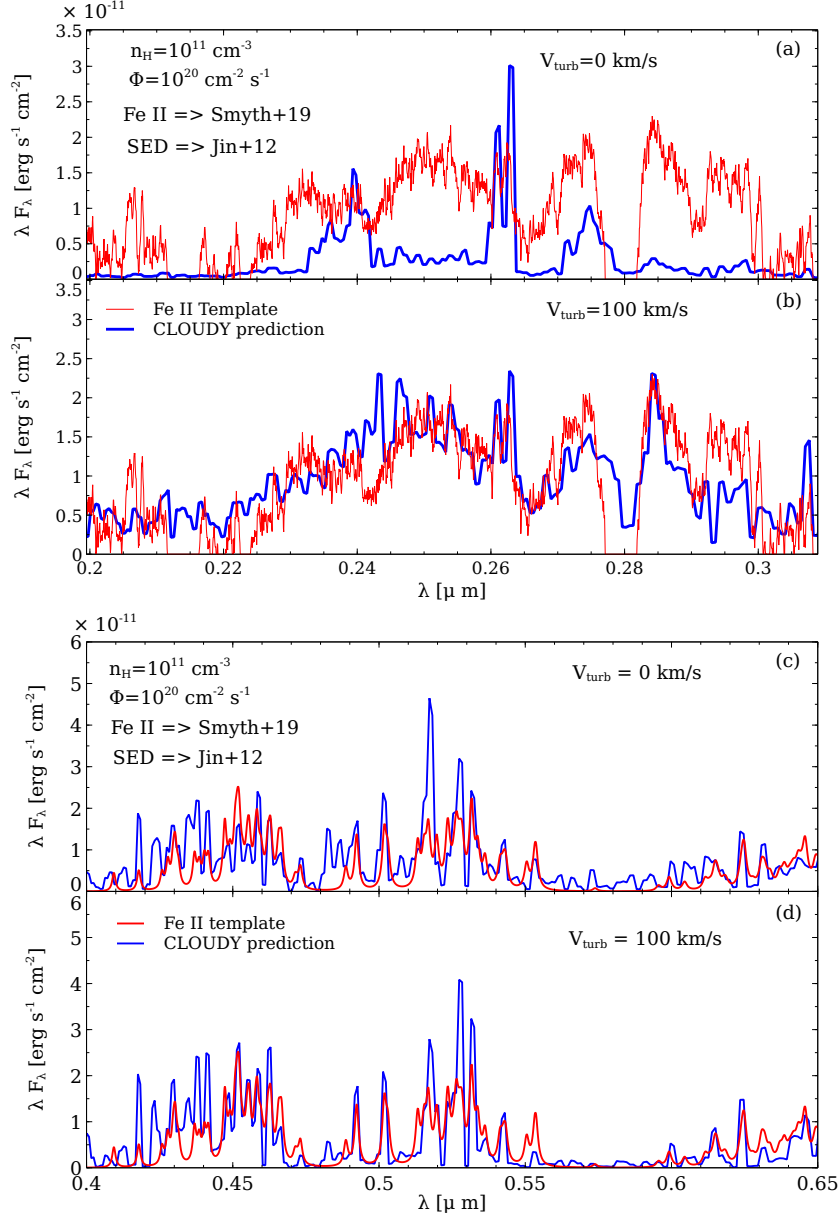 × 10⁻¹¹
3.5
n_H=10¹¹ cm⁻³
(a)
V_turb=0 km/s
3
Φ=10²⁰ cm⁻² s⁻¹
2.5
Fe II => Smyth+19
2
SED => Jin+12
1.5
1
0.5
0
λ F_λ [erg s⁻¹ cm⁻²]
3.5
(b)
Fe II Template
V_turb=100 km/s
3
CLOUDY prediction
2.5
2
1.5
1
0.5
0
λ F_λ [erg s⁻¹ cm⁻²]
0.2 0.22 0.24 0.26 0.28 0.3
λ [μ m]
× 10⁻¹¹
6
(c)
n_H=10¹¹ cm⁻³
V_turb = 0 km/s
Φ=10²⁰ cm⁻² s⁻¹
5
Fe II => Smyth+19
4
SED => Jin+12
3
2
1
0
λ F_λ [erg s⁻¹ cm⁻²]
6
(d)
Fe II template
V_turb = 100 km/s
CLOUDY prediction
5
4
3
2
1
0
λ F_λ [erg s⁻¹ cm⁻²]
0.4 0.45 0.5 0.55 0.6 0.65
λ [μ m]